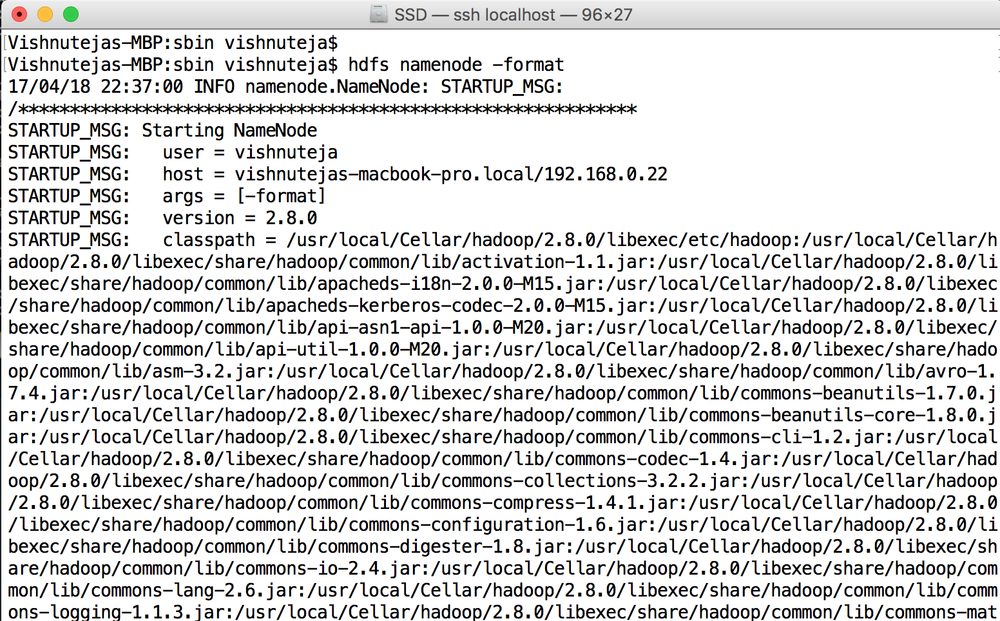 SSD — ssh localhost — 96×27
Vishnutejas-MBP:sbin vishnuteja$
Vishnutejas-MBP:sbin vishnuteja$ hdfs namenode -format
17/04/18 22:37:00 INFO namenode.NameNode: STARTUP_MSG:
/************************************************************
STARTUP_MSG: Starting NameNode
STARTUP_MSG:   user = vishnuteja
STARTUP_MSG:   host = vishnutejas-macbook-pro.local/192.168.0.22
STARTUP_MSG:   args = [-format]
STARTUP_MSG:   version = 2.8.0
STARTUP_MSG:   classpath = /usr/local/Cellar/hadoop/2.8.0/libexec/etc/hadoop:/usr/local/Cellar/h
adoop/2.8.0/libexec/share/hadoop/common/lib/activation-1.1.jar:/usr/local/Cellar/hadoop/2.8.0/li
bexec/share/hadoop/common/lib/apacheds-i18n-2.0.0-M15.jar:/usr/local/Cellar/hadoop/2.8.0/libexec
/share/hadoop/common/lib/apacheds-kerberos-codec-2.0.0-M15.jar:/usr/local/Cellar/hadoop/2.8.0/li
bexec/share/hadoop/common/lib/api-asn1-api-1.0.0-M20.jar:/usr/local/Cellar/hadoop/2.8.0/libexec/
share/hadoop/common/lib/api-util-1.0.0-M20.jar:/usr/local/Cellar/hadoop/2.8.0/libexec/share/hado
op/common/lib/asm-3.2.jar:/usr/local/Cellar/hadoop/2.8.0/libexec/share/hadoop/common/lib/avro-1.
7.4.jar:/usr/local/Cellar/hadoop/2.8.0/libexec/share/hadoop/common/lib/commons-beanutils-1.7.0.j
ar:/usr/local/Cellar/hadoop/2.8.0/libexec/share/hadoop/common/lib/commons-beanutils-core-1.8.0.j
ar:/usr/local/Cellar/hadoop/2.8.0/libexec/share/hadoop/common/lib/commons-cli-1.2.jar:/usr/local
/Cellar/hadoop/2.8.0/libexec/share/hadoop/common/lib/commons-codec-1.4.jar:/usr/local/Cellar/had
oop/2.8.0/libexec/share/hadoop/common/lib/commons-collections-3.2.2.jar:/usr/local/Cellar/hadoop
/2.8.0/libexec/share/hadoop/common/lib/commons-compress-1.4.1.jar:/usr/local/Cellar/hadoop/2.8.0
/libexec/share/hadoop/common/lib/commons-configuration-1.6.jar:/usr/local/Cellar/hadoop/2.8.0/li
bexec/share/hadoop/common/lib/commons-digester-1.8.jar:/usr/local/Cellar/hadoop/2.8.0/libexec/sh
are/hadoop/common/lib/commons-io-2.4.jar:/usr/local/Cellar/hadoop/2.8.0/libexec/share/hadoop/com
mon/lib/commons-lang-2.6.jar:/usr/local/Cellar/hadoop/2.8.0/libexec/share/hadoop/common/lib/comm
ons-logging-1.1.3.jar:/usr/local/Cellar/hadoop/2.8.0/libexec/share/hadoop/common/lib/commons-mat